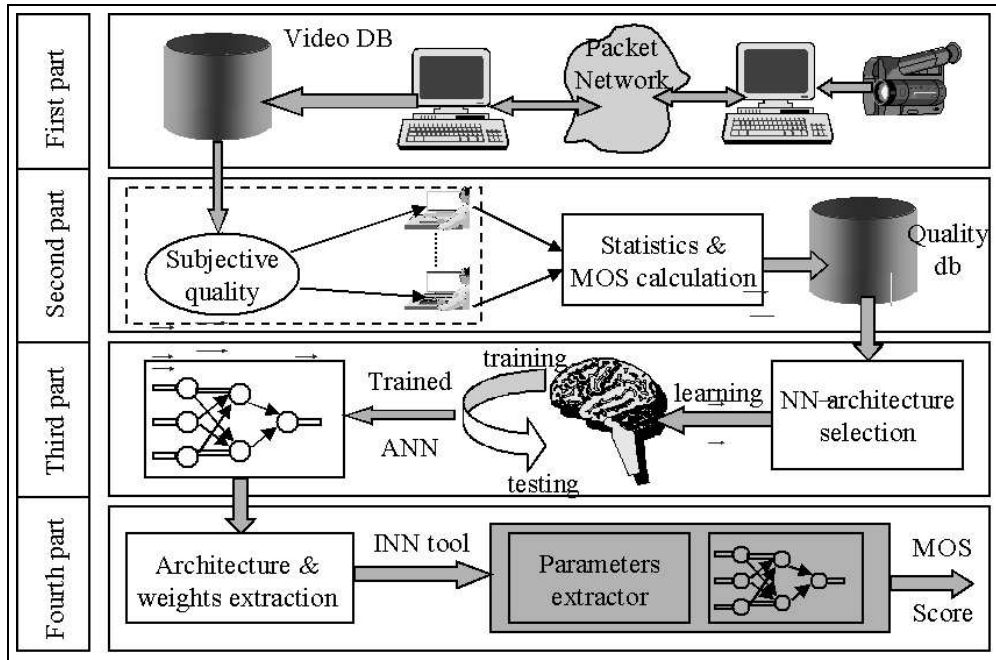 First part
Video DB
Packet
Network
Second part
Subjective
quality
Statistics &
MOS calculation
Quality
db
Third part
Trained
ANN
training
testing
learning
NN-architecture
selection
Fourth part
Architecture &
weights extraction
INN tool
Parameters
extractor
MOS
Score